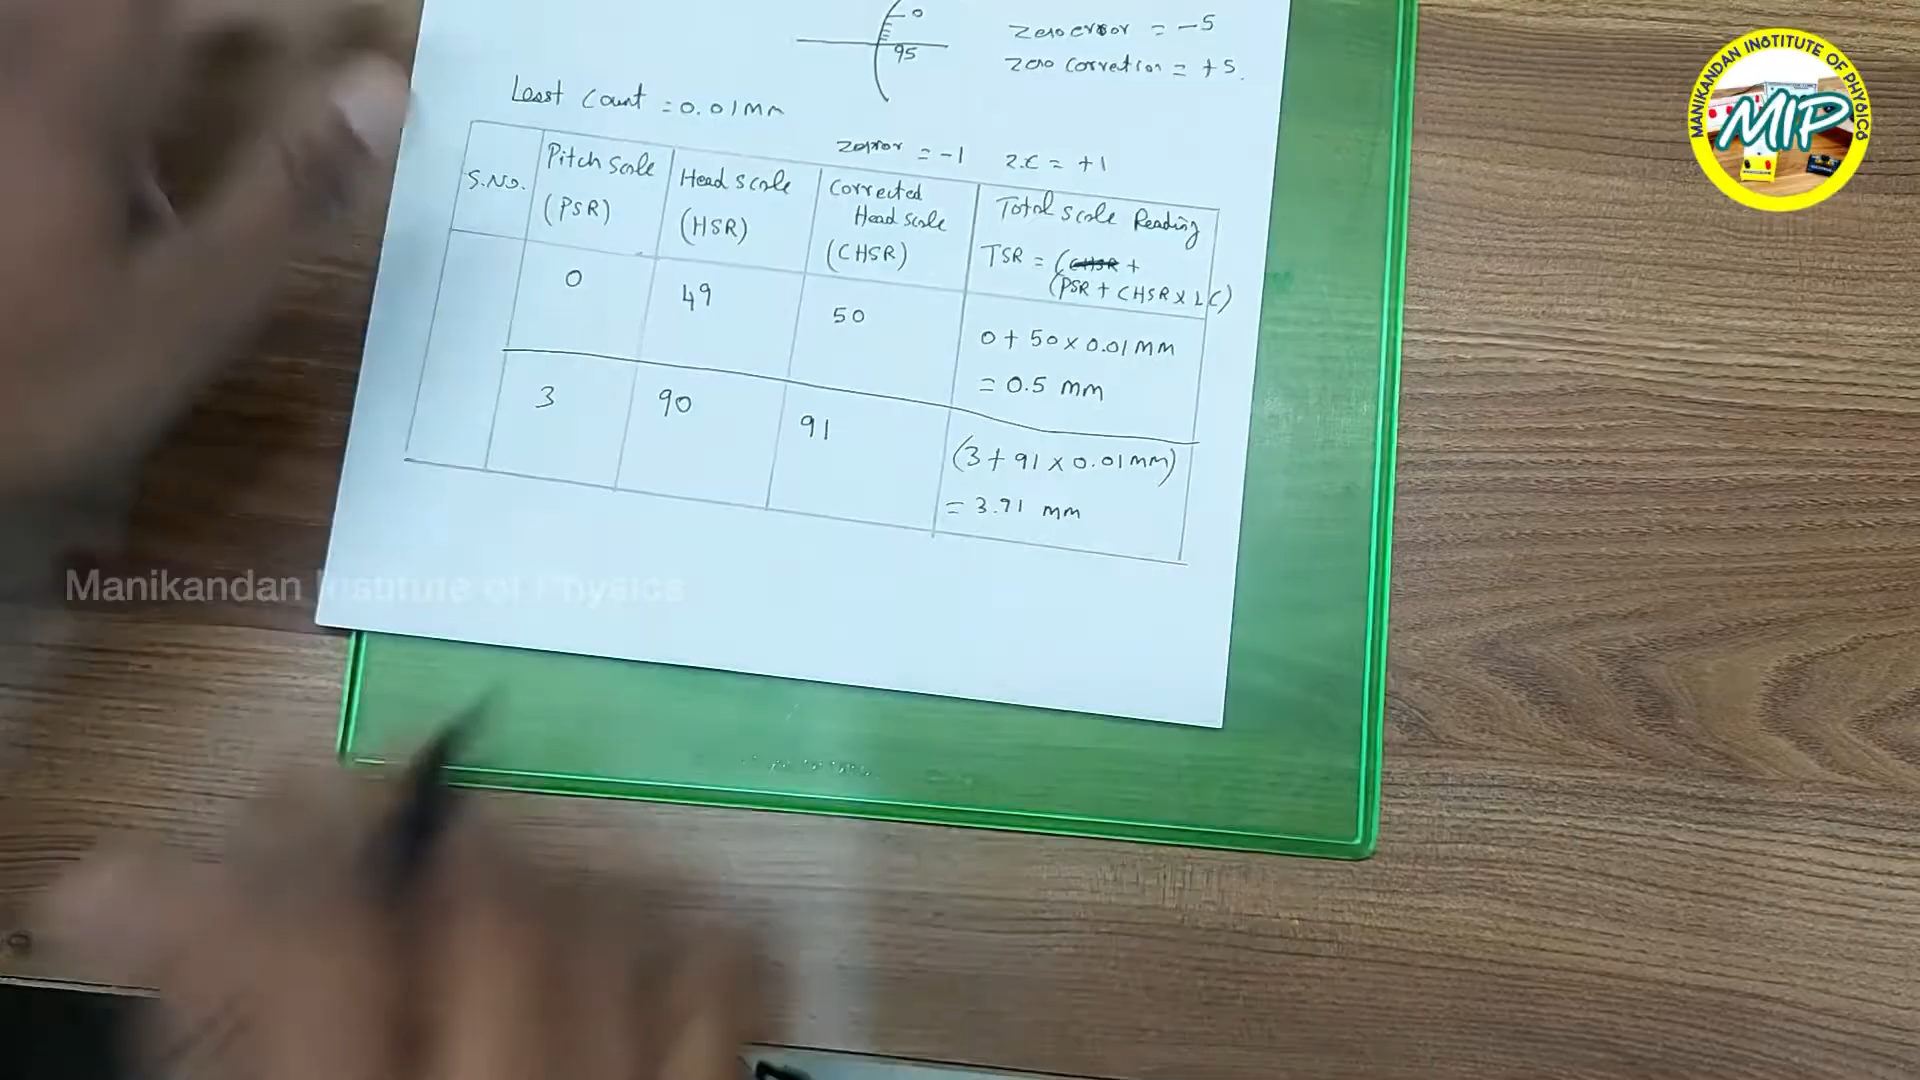 0
95
Zero error = -5
Zero Correction = +5.
Least Count = 0.01mm
Zerror = -1 Z.C = +1
S.No.
Pitch Scale
(PSR)
Head scale
(HSR)
Corrected
Head scale
(CHSR)
Total scale Reading
TSR = (CHSR +
(PSR + CHSR x LC)
0
49
50
0 + 50 x 0.01 mm
= 0.5 mm
3
90
91
(3 + 91 x 0.01 mm)
= 3.91 mm
Manikandan Institute of Physics
MANIKANDAN INSTITUTE OF PHYSICS
MIP